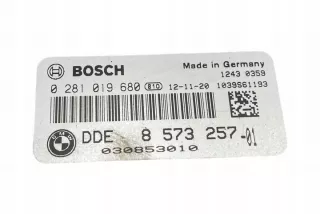 BOSCH
Made in Germany
1243 0359
0 281 019 680 810 12-11-20 1039S61193
DDE 8 573 257-01
030853010